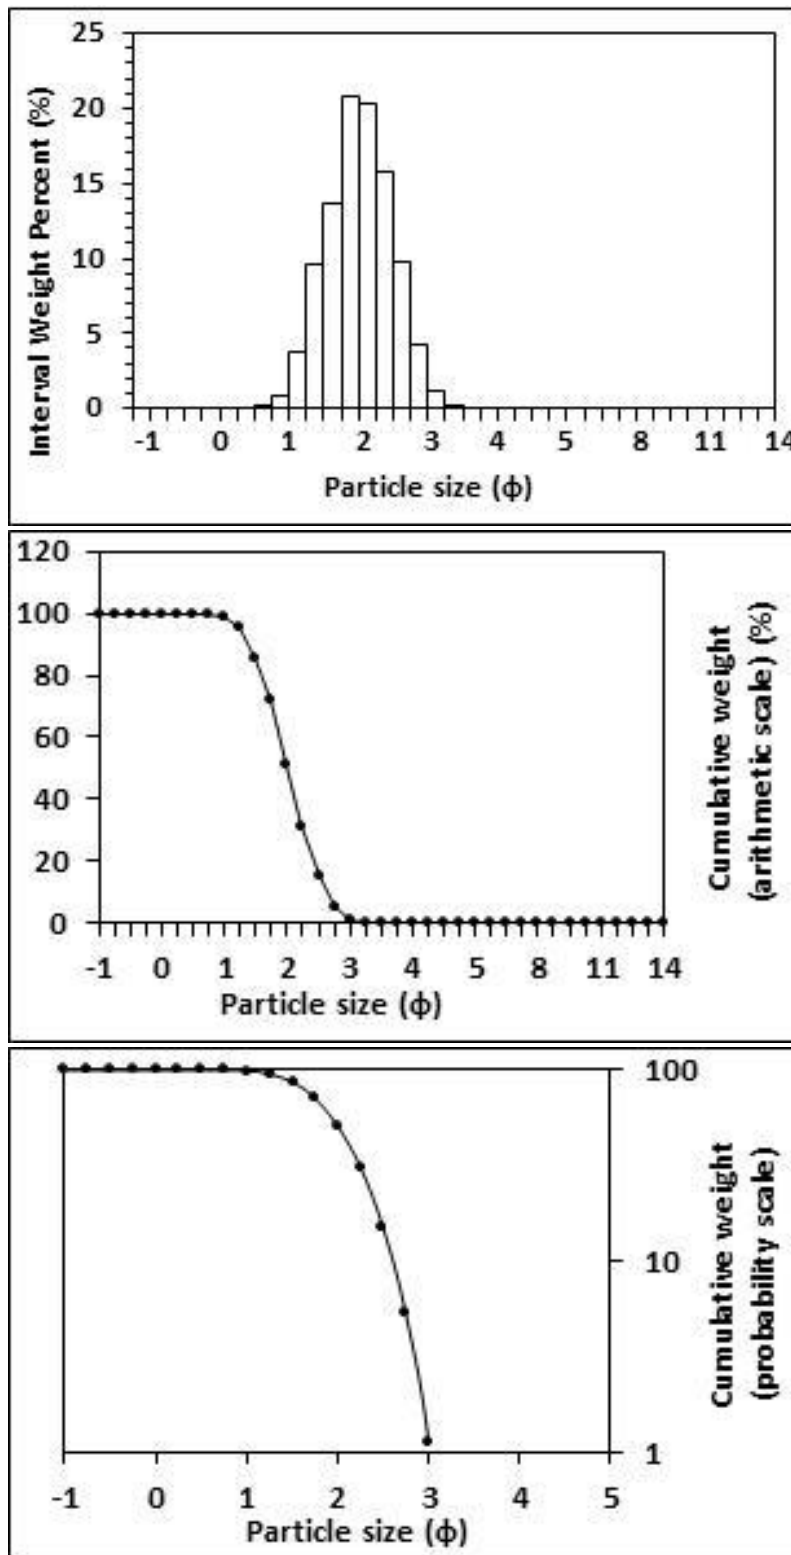 25
20
15
10
5
0
Interval Weight Percent (%)
-1 0 1 2 3 4 5 8 11 14
Particle size (ϕ)
120
100
80
60
40
20
0
Cumulative weight
(arithmetic scale) (%)
-1 0 1 2 3 4 5 8 11 14
Particle size (ϕ)
100
10
1
Cumulative weight
(probability scale)
-1 0 1 2 3 4 5
Particle size (ϕ)